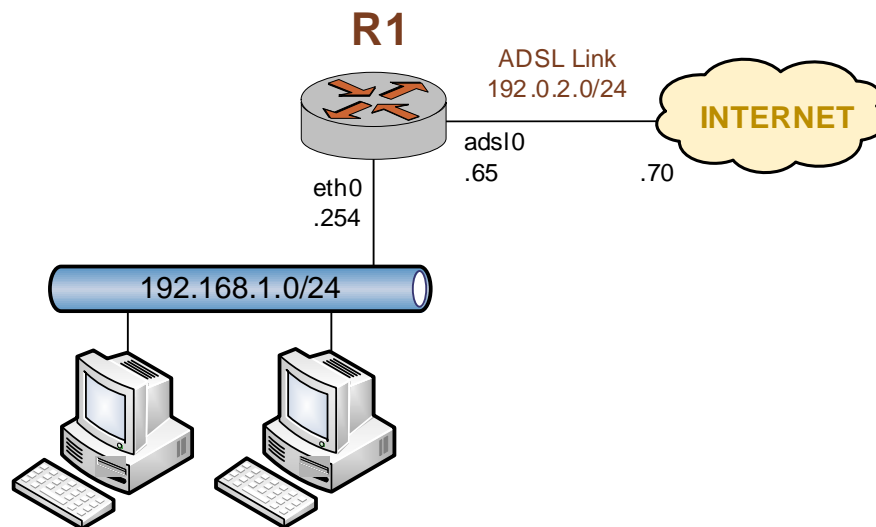 R1
ADSL Link
192.0.2.0/24
INTERNET
adsl0
.65
.70
eth0
.254
192.168.1.0/24